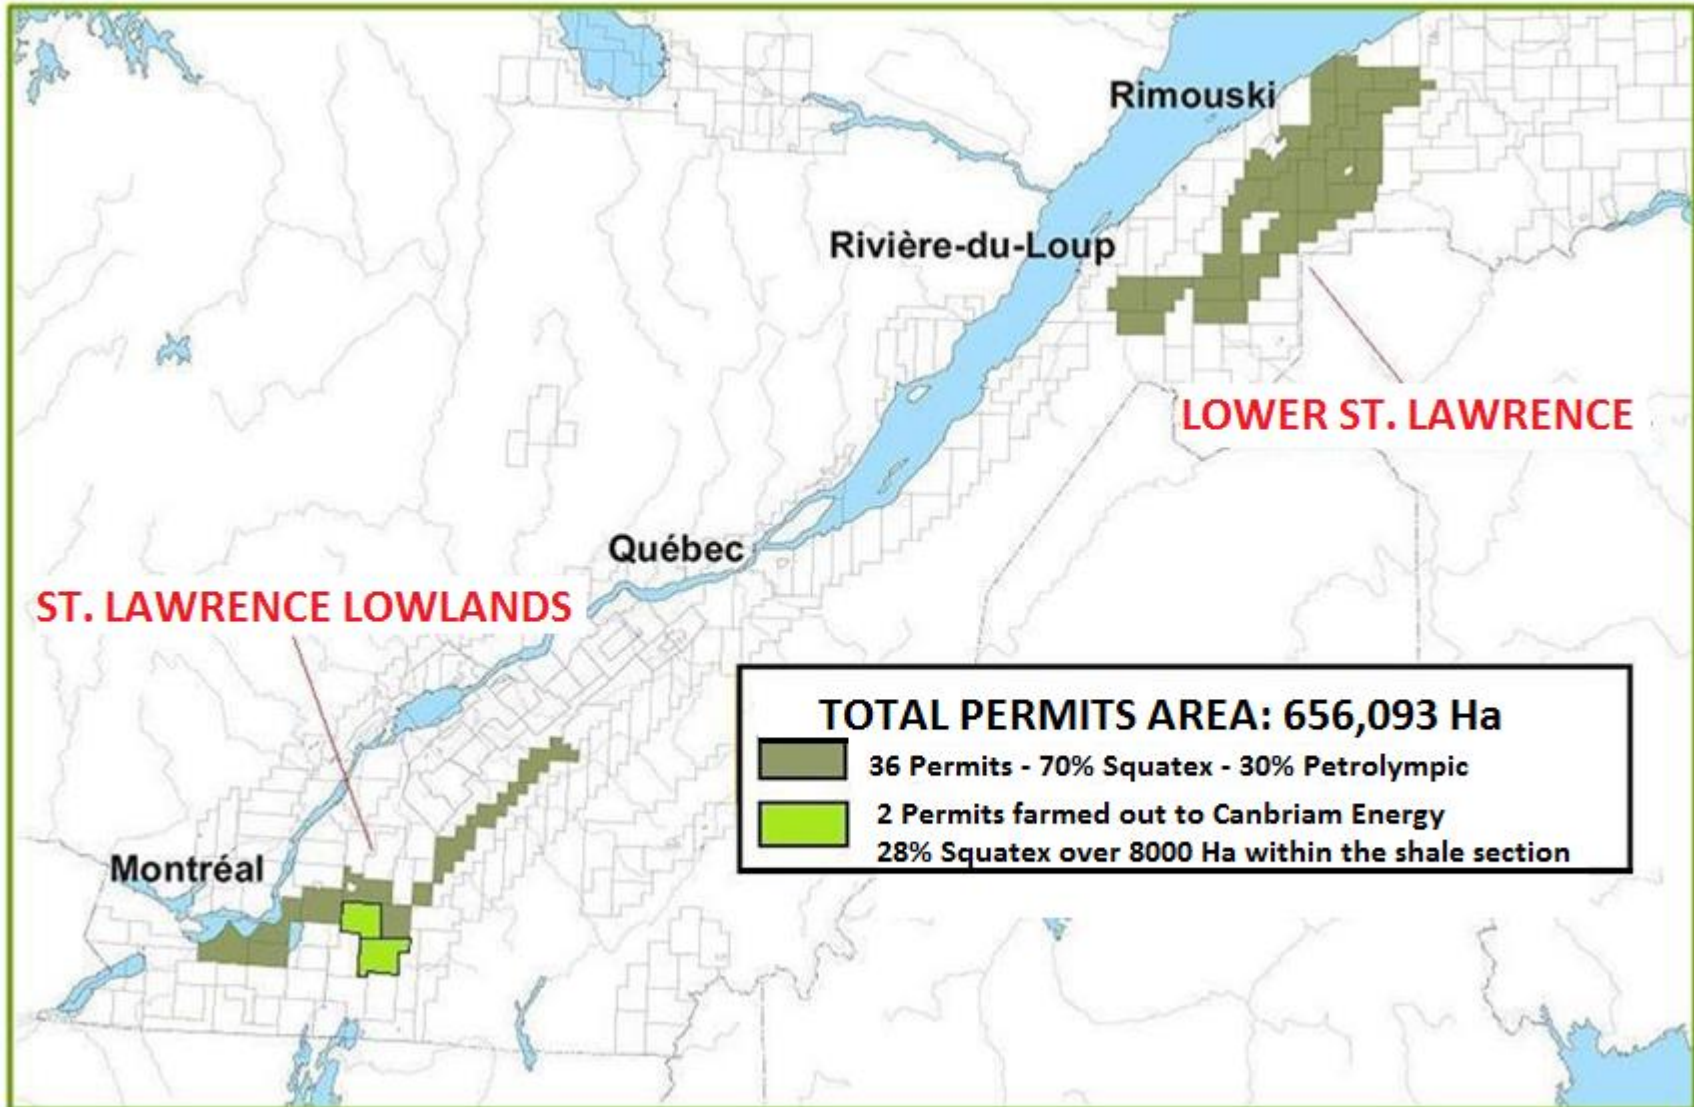 Rimouski
Rivière-du-Loup
LOWER ST. LAWRENCE
Québec
ST. LAWRENCE LOWLANDS
TOTAL PERMITS AREA: 656,093 Ha
36 Permits - 70% Squatex - 30% Petrolympic
2 Permits farmed out to Canbriam Energy
28% Squatex over 8000 Ha within the shale section
Montréal